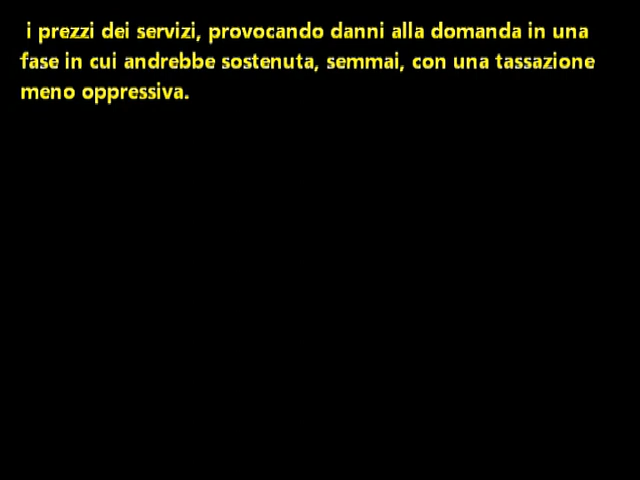 i prezzi dei servizi, provocando danni alla domanda in una
fase in cui andrebbe sostenuta, semmai, con una tassazione
meno oppressiva.